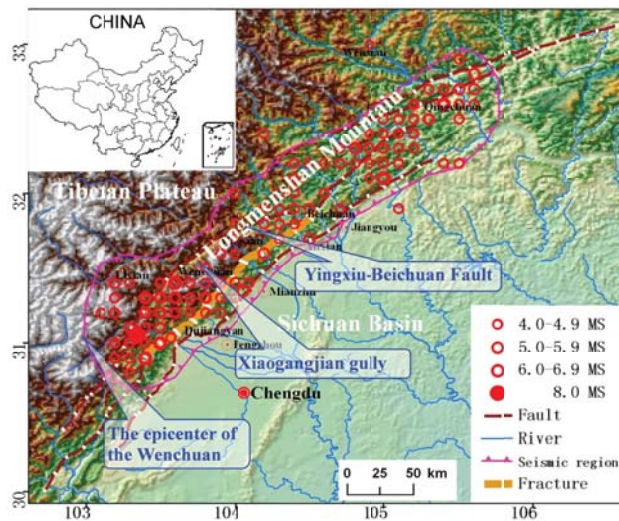 CHINA
33
Wenxian
Qingchuan
Longmenshan Mountain
Tibetan Plateau
32
Beichuan
Jiangyou
Yingxiu-Beichuan Fault
Lixian
Wenchuan
Mianzhu
Sichuan Basin
Dujiangyan
Pengzhou
31
Xiaogangjian gully
Chengdu
The epicenter of
the Wenchuan
4.0-4.9 MS
5.0-5.9 MS
6.0-6.9 MS
8.0 MS
Fault
River
Seismic region
Fracture
0 25 50 km
30
103 104 105 106